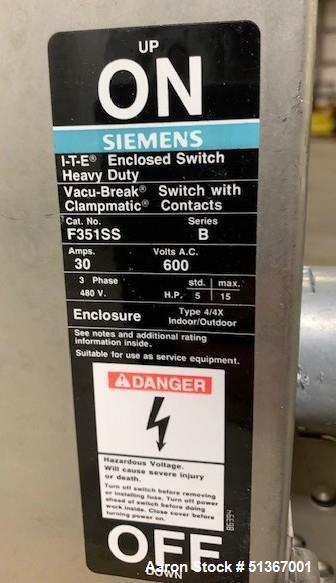 UP
ON
SIEMENS
I-T-E® Enclosed Switch
Heavy Duty
Vacu-Break® Switch with
Clampmatic® Contacts
Cat. No. Series
F351SS B
Amps. Volts A.C.
30 600
3 Phase std. max.
480 V. H.P. 5 15
Enclosure Type 4/4X
Indoor/Outdoor
See notes and additional rating
information inside.
Suitable for use as service equipment.
DANGER
Hazardous Voltage.
Will cause severe injury
or death.
Turn off switch before removing
or installing fuse. Turn off power
ahead of switch before doing
work inside. Close cover before
turning power on.
OFF
DOWN
Aaron Stock # 51367001